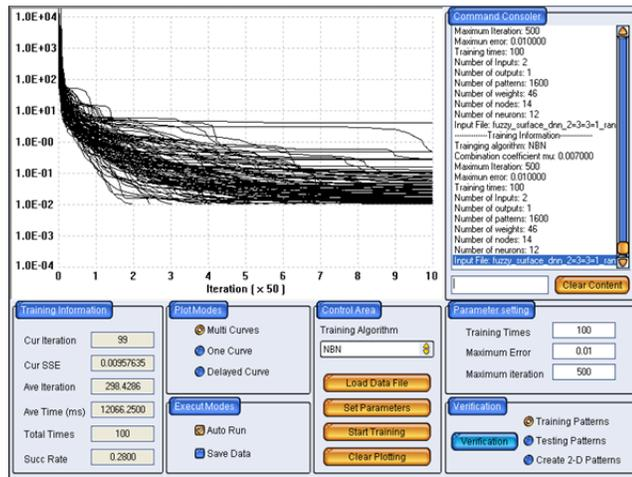 1.0E+04
1.0E+03
1.0E+02
1.0E+01
1.0E-00
1.0E-01
1.0E-02
1.0E-03
1.0E-04
0 1 2 3 4 5 6 7 8 9 10
Iteration ( × 50 )
Command Consoler
Maximum Iteration: 500
Maximun error: 0.010000
Training times: 100
Number of Inputs: 2
Number of outputs: 1
Number of patterns: 1600
Number of weights: 46
Number of nodes: 14
Number of neurons: 12
Input File: fuzzy_surface_dnn_2=3=3=1_ran
--------------Training Information--------------
Trainging algorithm: NBN
Combination coefficient mu: 0.007000
Maximum Iteration: 500
Maximun error: 0.010000
Training times: 100
Number of Inputs: 2
Number of outputs: 1
Number of patterns: 1600
Number of weights: 46
Number of nodes: 14
Number of neurons: 12
Input File: fuzzy_surface_dnn_2=3=3=1_ran
Clear Content
Training Information
Cur Iteration 99
Cur SSE 0.00957635
Ave Iteration 298.4286
Ave Time (ms) 12066.2500
Total Times 100
Succ Rate 0.2800
Plot Modes
Multi Curves
One Curve
Delayed Curve
Execut Modes
Auto Run
Save Data
Control Area
Training Algorithm
NBN
Load Data File
Set Parameters
Start Training
Clear Plotting
Parameter setting
Training Times 100
Maximum Error 0.01
Maximum iteration 500
Verification
Verification
Training Patterns
Testing Patterns
Create 2-D Patterns